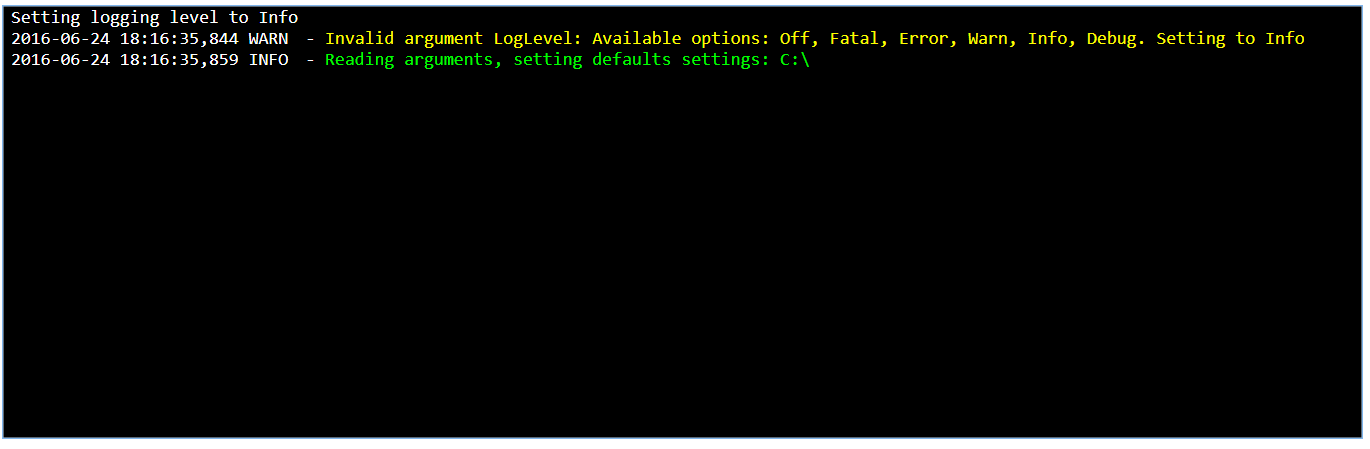 Setting logging level to Info
2016-06-24 18:16:35,844 WARN  - Invalid argument LogLevel: Available options: Off, Fatal, Error, Warn, Info, Debug. Setting to Info
2016-06-24 18:16:35,859 INFO  - Reading arguments, setting defaults settings: C:\